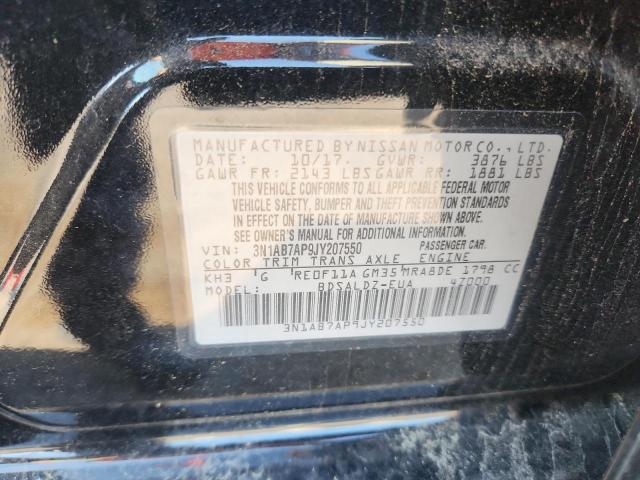 MANUFACTURED BY NISSAN MOTOR CO., LTD.
DATE: 10/17. GVWR: 3876 LBS
GAWR FR: 2143 LBS GAWR RR: 1881 LBS
THIS VEHICLE CONFORMS TO ALL APPLICABLE FEDERAL MOTOR
VEHICLE SAFETY, BUMPER AND THEFT PREVENTION STANDARDS
IN EFFECT ON THE DATE OF MANUFACTURE SHOWN ABOVE.
SEE OWNER'S MANUAL FOR ADDITIONAL INFORMATION.
VIN: 3N1AB7AP9JY207550 PASSENGER CAR.
COLOR TRIM TRANS AXLE ENGINE
KH3 G RE0F11A GM35 MRA8DE 1798 CC
MODEL: BDSALDZ-EUA 4Z000
3N1AB7AP9JY207550